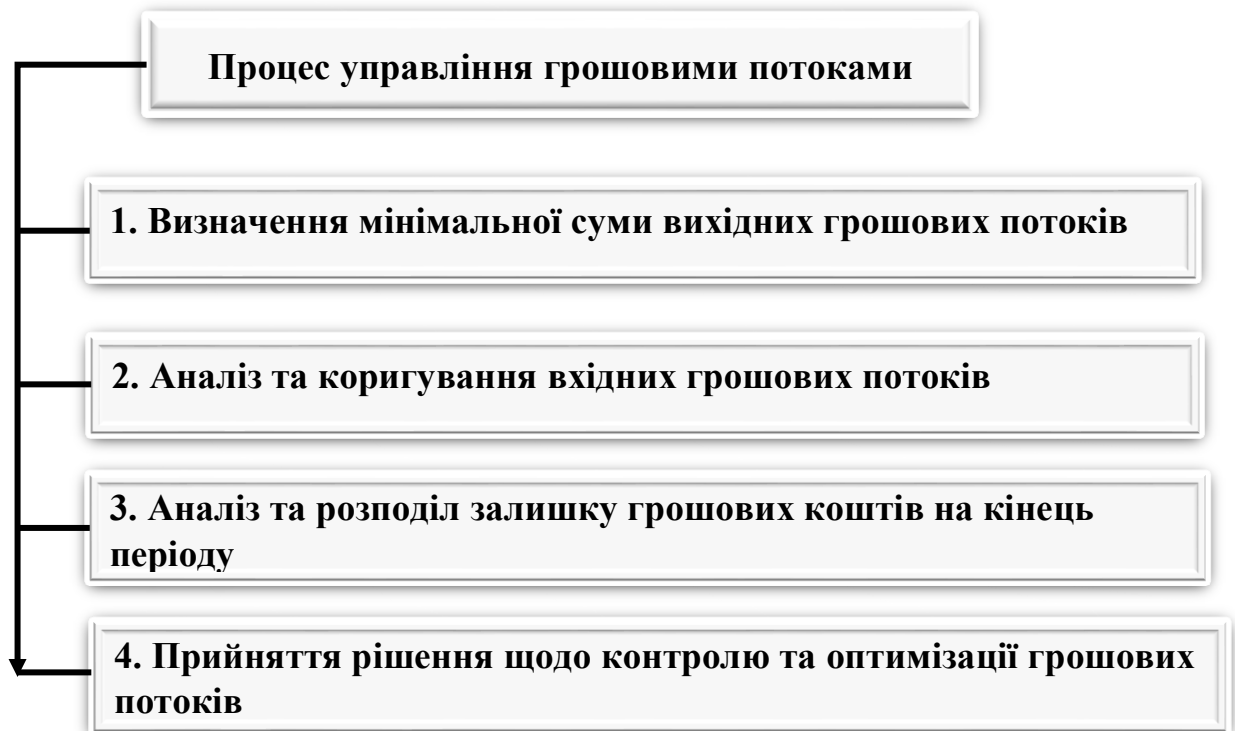 Процес управління грошовими потоками
1. Визначення мінімальної суми вихідних грошових потоків
2. Аналіз та коригування вхідних грошових потоків
3. Аналіз та розподіл залишку грошових коштів на кінець
періоду
4. Прийняття рішення щодо контролю та оптимізації грошових
потоків